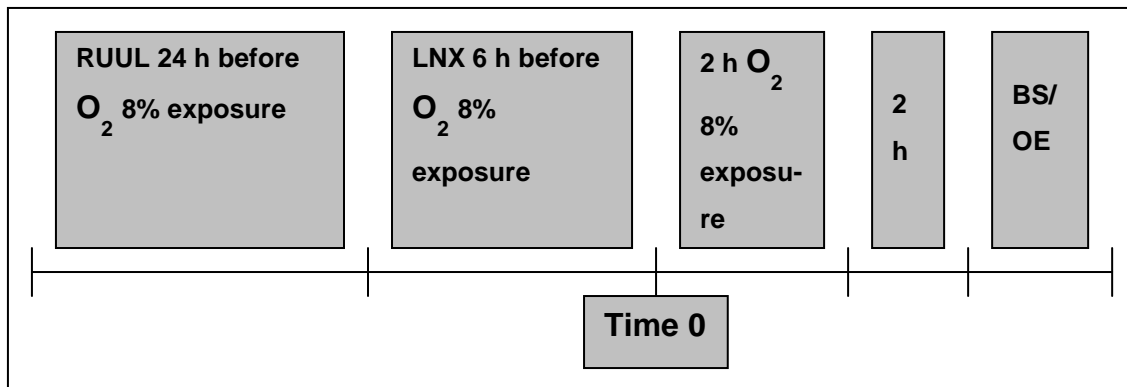 RUUL 24 h before
O2 8% exposure
LNX 6 h before
O2 8%
exposure
2 h O2
8%
exposu-
re
2
h
BS/
OE
Time 0